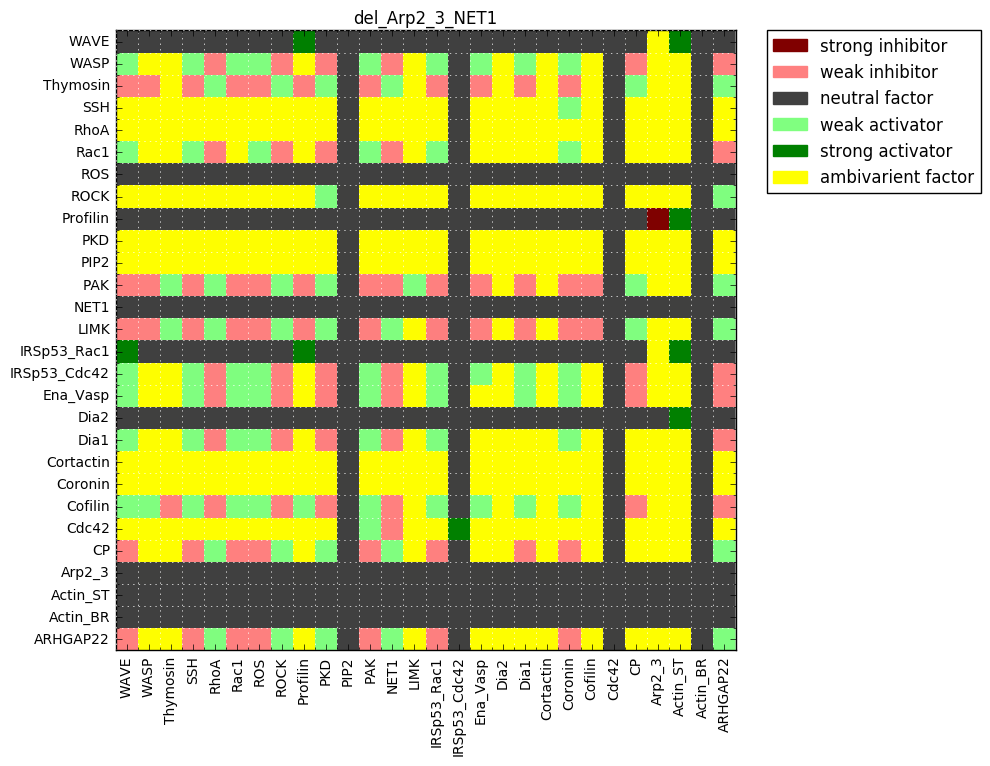 del_Arp2_3_NET1
WAVE
WASP
Thymosin
SSH
RhoA
Rac1
ROS
ROCK
Profilin
PKD
PIP2
PAK
NET1
LIMK
IRSp53_Rac1
IRSp53_Cdc42
Ena_Vasp
Dia2
Dia1
Cortactin
Coronin
Cofilin
Cdc42
CP
Arp2_3
Actin_ST
Actin_BR
ARHGAP22
WAVE
WASP
Thymosin
SSH
RhoA
Rac1
ROS
ROCK
Profilin
PKD
PIP2
PAK
NET1
LIMK
IRSp53_Rac1
IRSp53_Cdc42
Ena_Vasp
Dia2
Dia1
Cortactin
Coronin
Cofilin
Cdc42
CP
Arp2_3
Actin_ST
Actin_BR
ARHGAP22
strong inhibitor
weak inhibitor
neutral factor
weak activator
strong activator
ambivarient factor